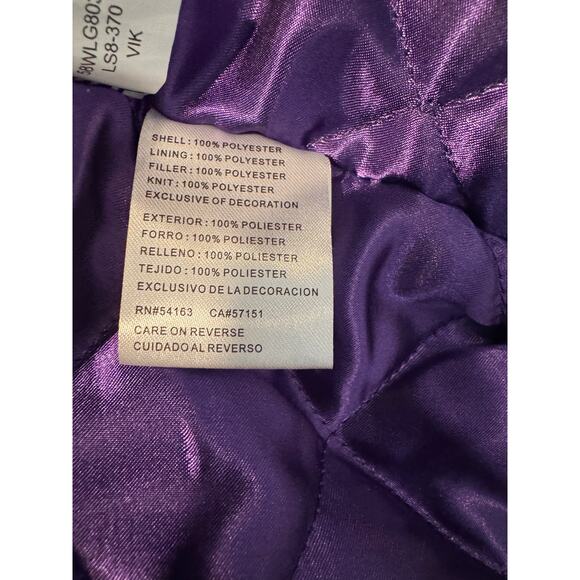 LS8-370
VIK
SHELL: 100% POLYESTER
LINING: 100% POLYESTER
FILLER: 100% POLYESTER
KNIT: 100% POLYESTER
EXCLUSIVE OF DECORATION
EXTERIOR: 100% POLIESTER
FORRO: 100% POLIESTER
RELLENO: 100% POLIESTER
TEJIDO: 100% POLIESTER
EXCLUSIVO DE LA DECORACION
RN#54163 CA#57151
CARE ON REVERSE
CUIDADO AL REVERSO